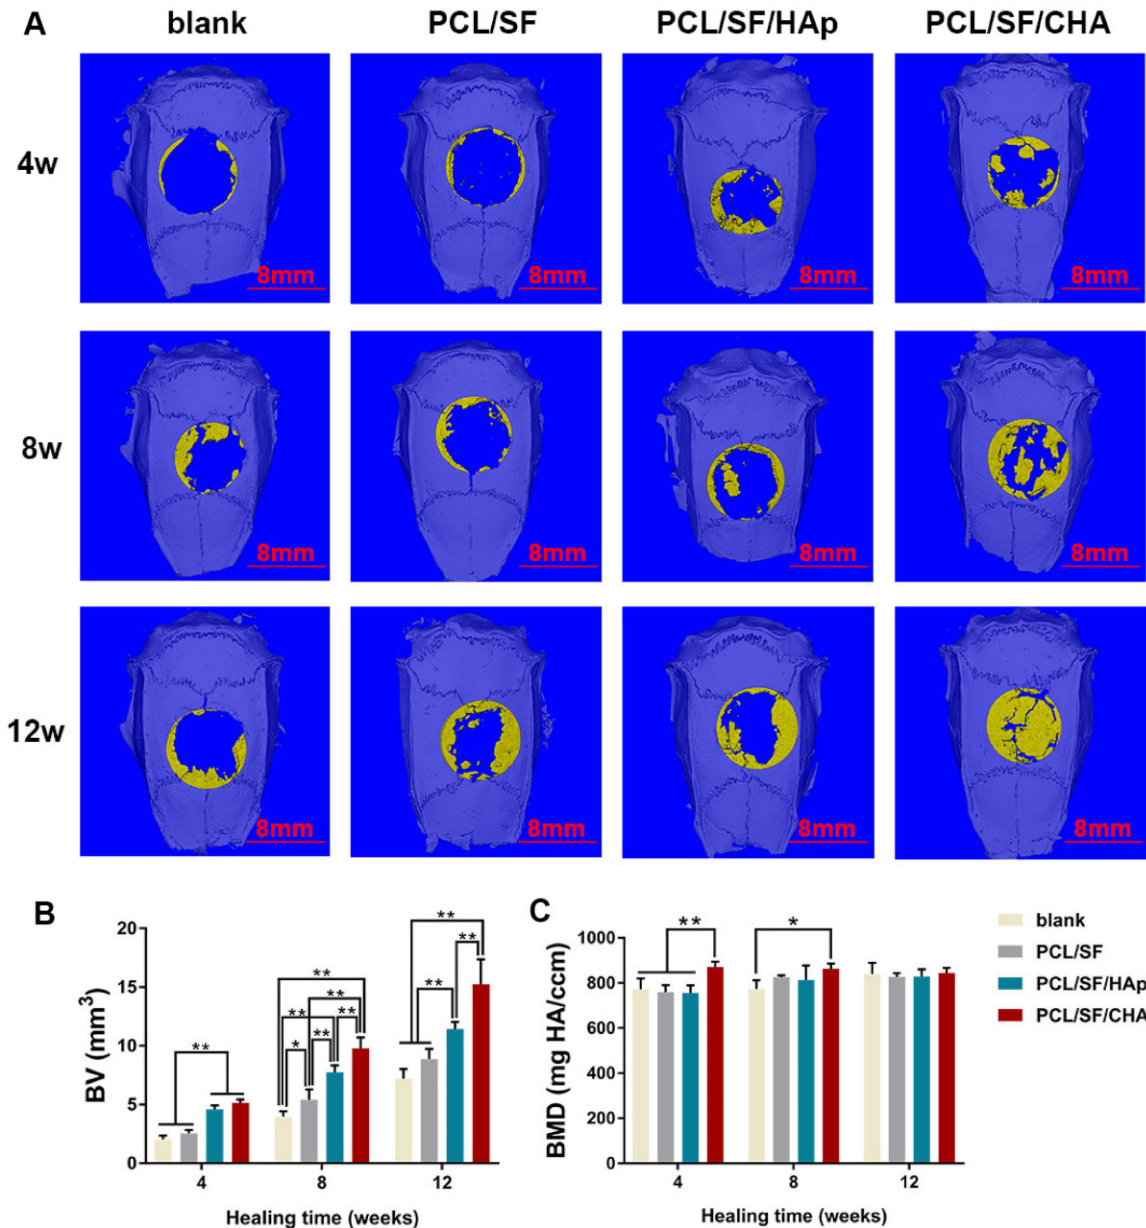 A blank PCL/SF PCL/SF/HAp PCL/SF/CHA
4w
8mm 8mm 8mm 8mm
8w
8mm 8mm 8mm 8mm
12w
8mm 8mm 8mm 8mm
B
BV (mm³)
20
15
10
5
0
** ** ** ** ** * ** ** ** ** **
4 8 12
Healing time (weeks)
C
BMD (mg HA/ccm)
1000
800
600
400
200
0
** *
4 8 12
Healing time (weeks)
blank
PCL/SF
PCL/SF/HAp
PCL/SF/CHA